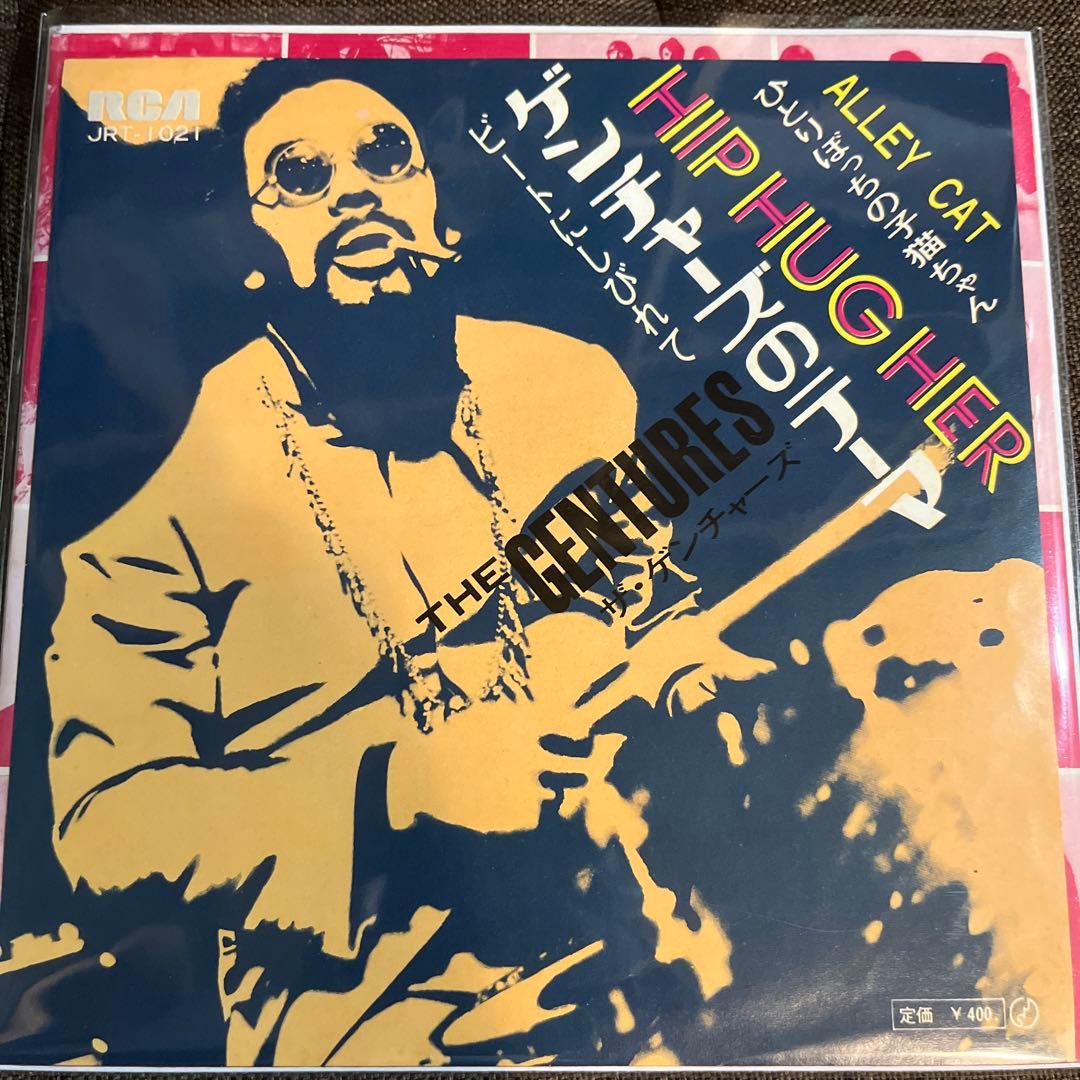 RCA
JRT-1021
ALLEY CAT
ひとりぼっちの子猫ちゃん
HIP HUG HER
ゲンチャーズのテーマ
ビートにしびれて
THE GENTURES
ザ・ゲンチャーズ
定価 ¥400.